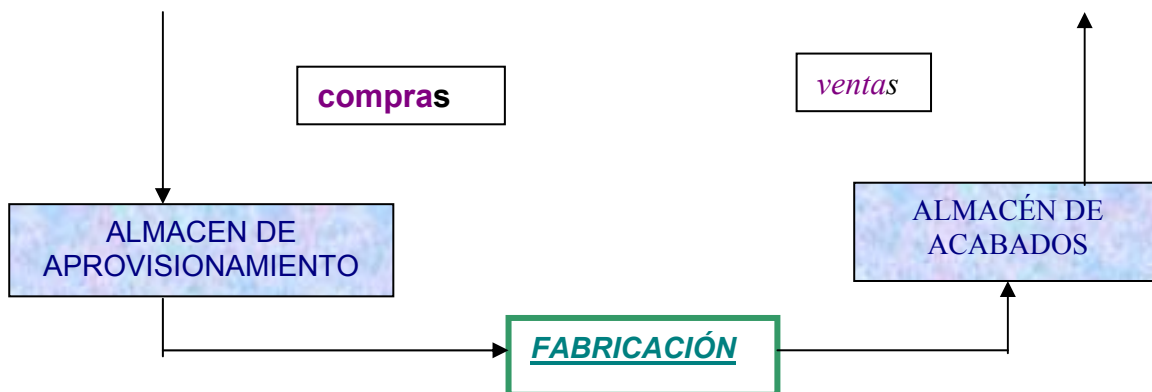 compras
ventas
ALMACEN DE
APROVISIONAMIENTO
ALMACÉN DE
ACABADOS
FABRICACIÓN